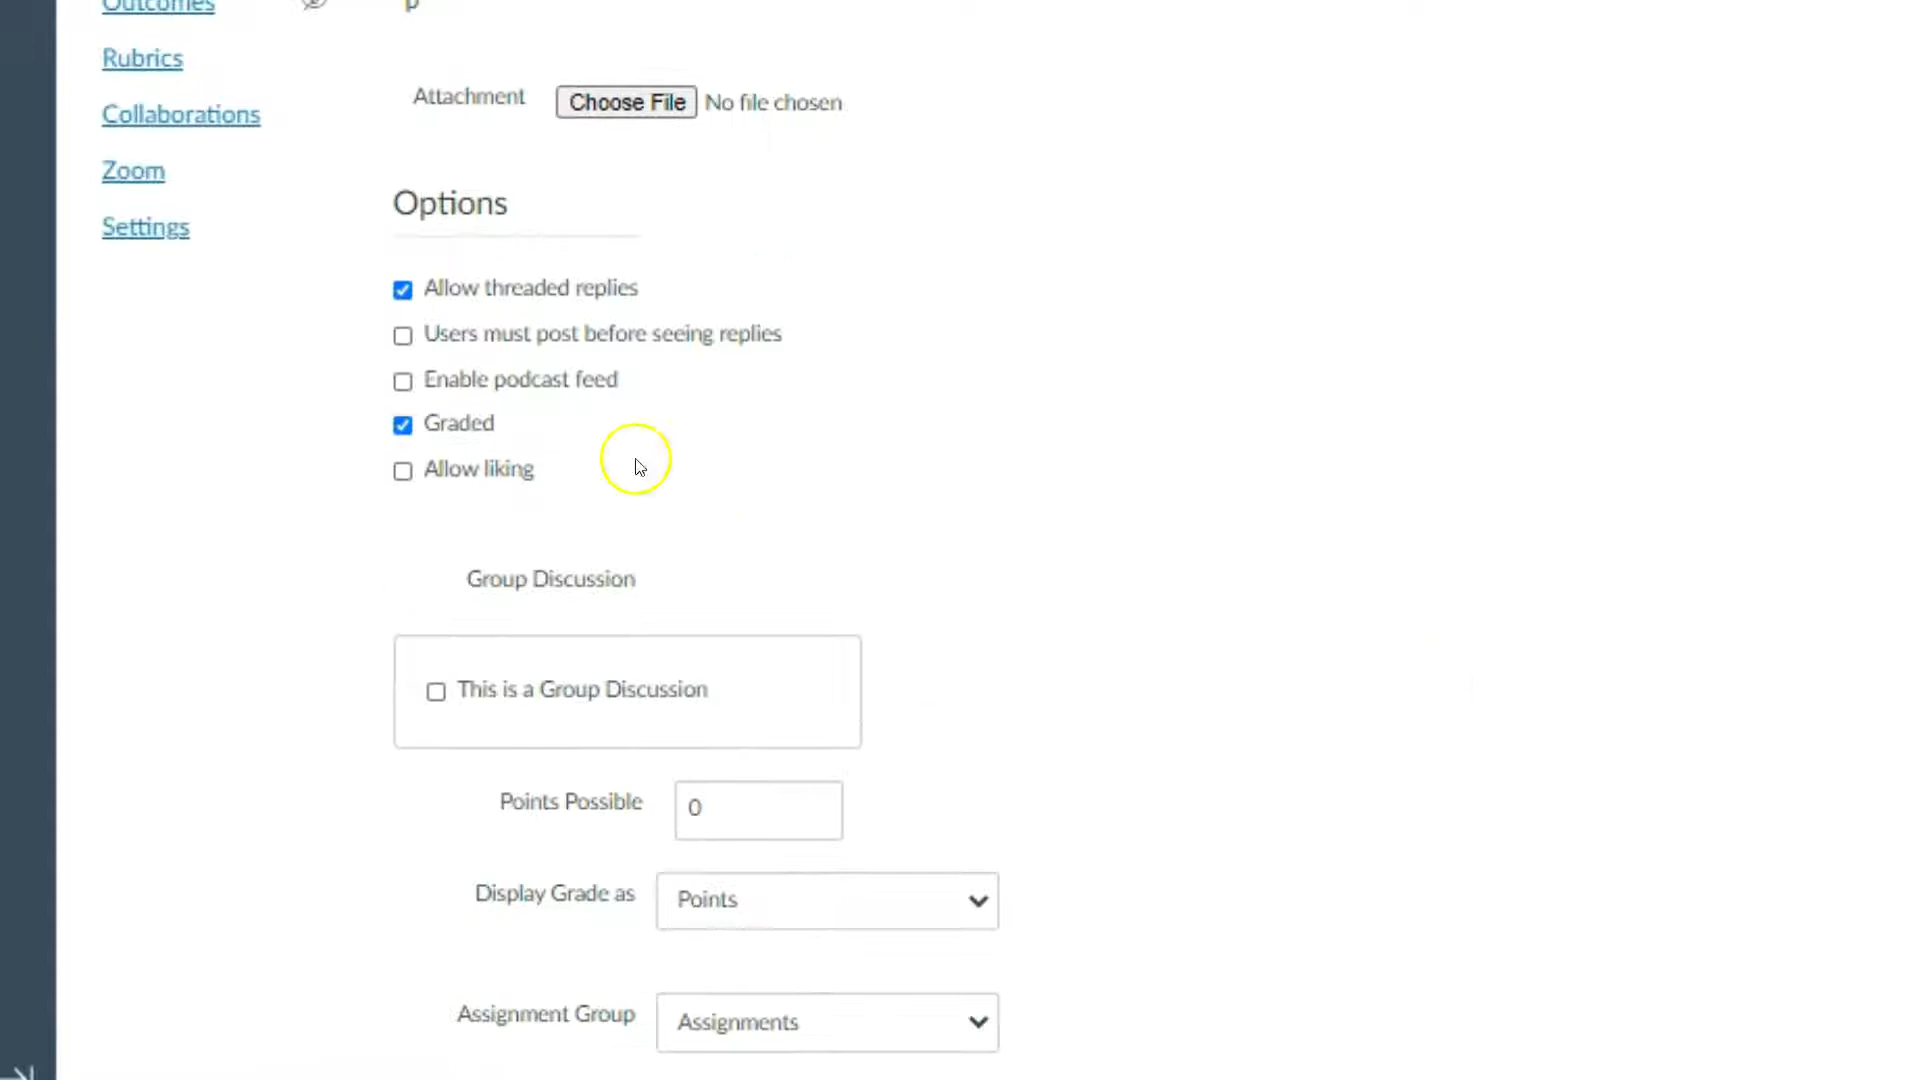 Outcomes
p
Rubrics
Collaborations
Zoom
Settings
Attachment Choose File No file chosen
Options
Allow threaded replies
Users must post before seeing replies
Enable podcast feed
Graded
Allow liking
Group Discussion
This is a Group Discussion
Points Possible 0
Display Grade as Points
Assignment Group Assignments